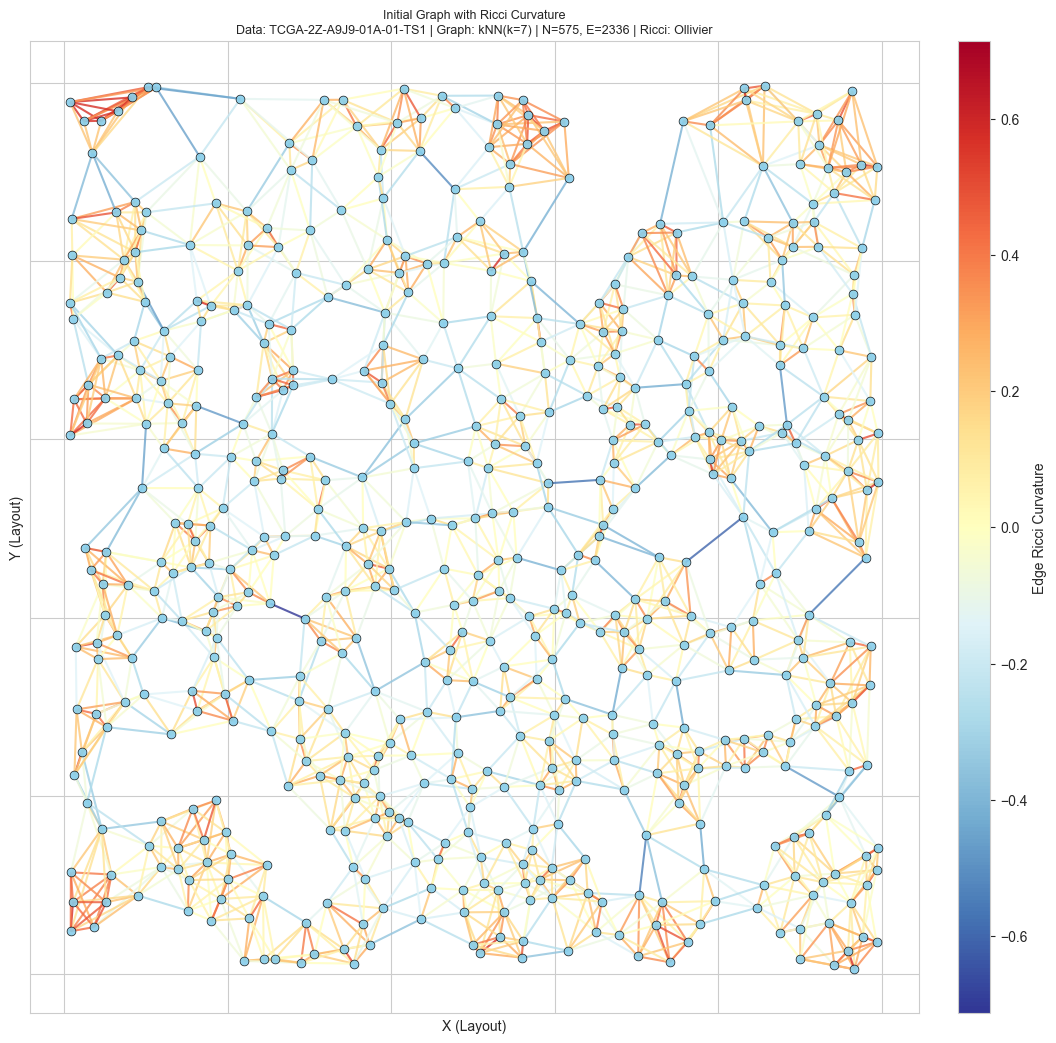 Initial Graph with Ricci Curvature
Data: TCGA-2Z-A9J9-01A-01-TS1 | Graph: kNN(k=7) | N=575, E=2336 | Ricci: Ollivier
Y (Layout)
X (Layout)
0.6
0.4
0.2
0.0
−0.2
−0.4
−0.6
Edge Ricci Curvature